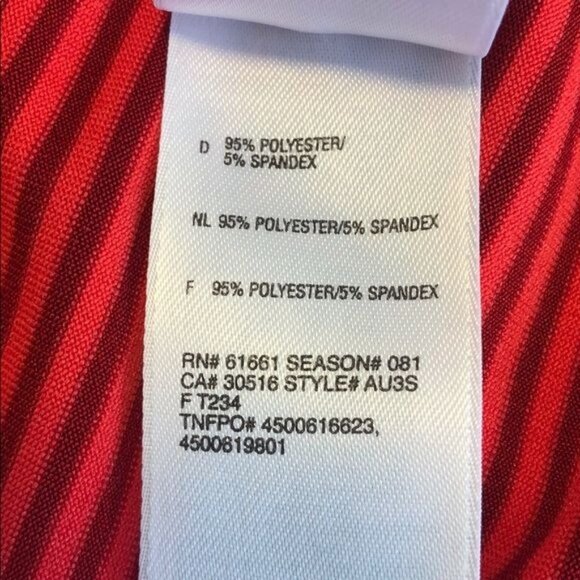 D 95% POLYESTER/
5% SPANDEX
NL 95% POLYESTER/5% SPANDEX
F 95% POLYESTER/5% SPANDEX
RN# 61661 SEASON# 081
CA# 30516 STYLE# AU3S
F T234
TNFPO# 4500616623,
4500619801